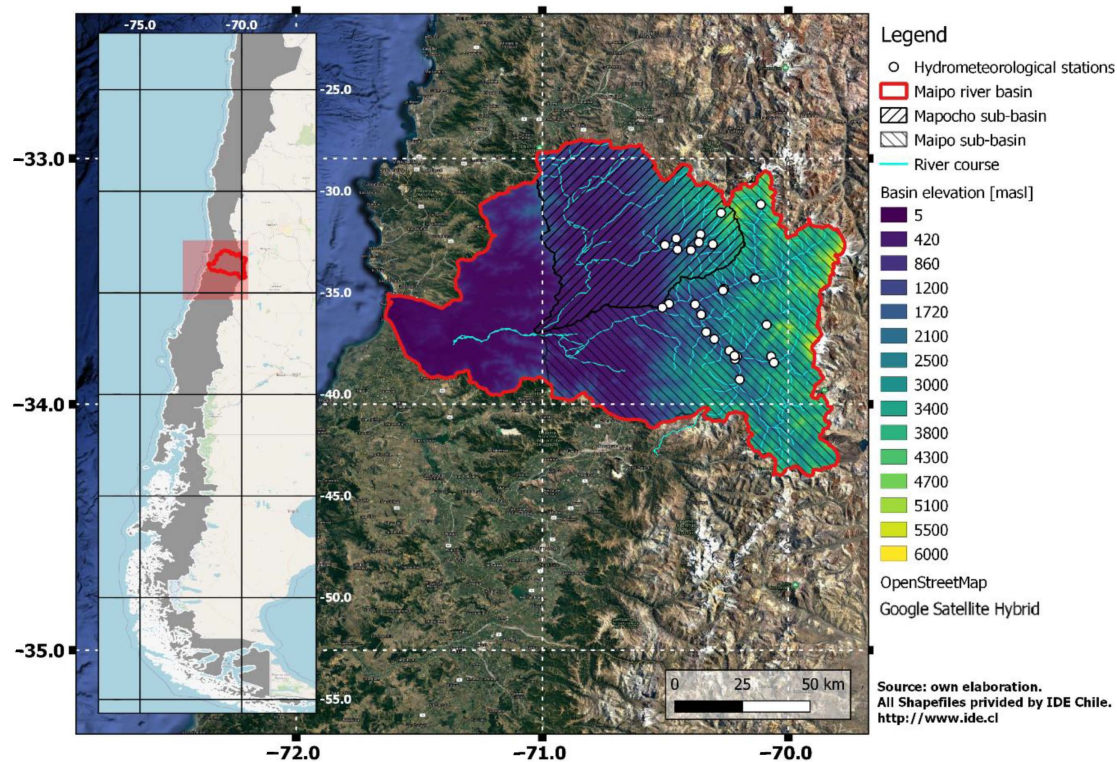 -75.0 -70.0
-25.0
-30.0
-35.0
-40.0
-45.0
-50.0
-55.0
−33.0
−34.0
−35.0
−72.0 −71.0 −70.0
0 25 50 km
Legend
Hydrometeorological stations
Maipo river basin
Mapocho sub-basin
Maipo sub-basin
River course
Basin elevation [masl]
5
420
860
1200
1720
2100
2500
3000
3400
3800
4300
4700
5100
5500
6000
OpenStreetMap
Google Satellite Hybrid
Source: own elaboration.
All Shapefiles privided by IDE Chile.
http://www.ide.cl